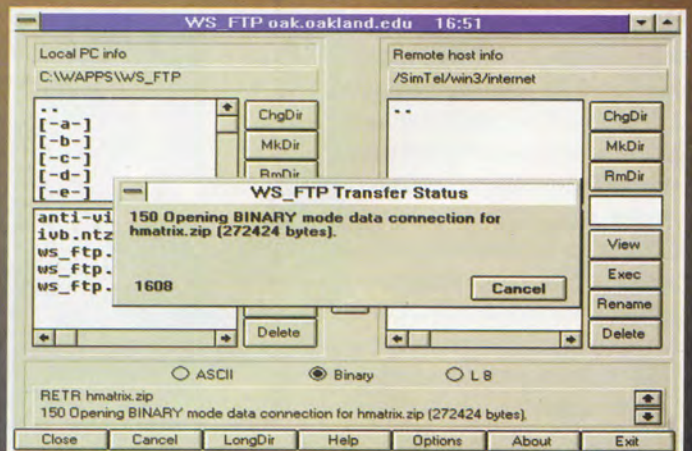 WS_FTP oak.oakland.edu 16:51
Local PC info
C:\WAPPS\WS_FTP
..
[-a-]
[-b-]
[-c-]
[-d-]
[-e-]
ChgDir
MkDir
RmDir
anti-vi
ivb.ntz
ws_ftp.
ws_ftp.
ws_ftp.
Delete
Remote host info
/SimTel/win3/internet
..
ChgDir
MkDir
RmDir
View
Exec
Rename
Delete
WS_FTP Transfer Status
150 Opening BINARY mode data connection for
hmatrix.zip (272424 bytes).
1608
Cancel
ASCII Binary L 8
RETR hmatrix.zip
150 Opening BINARY mode data connection for hmatrix.zip (272424 bytes).
Close Cancel LongDir Help Options About Exit